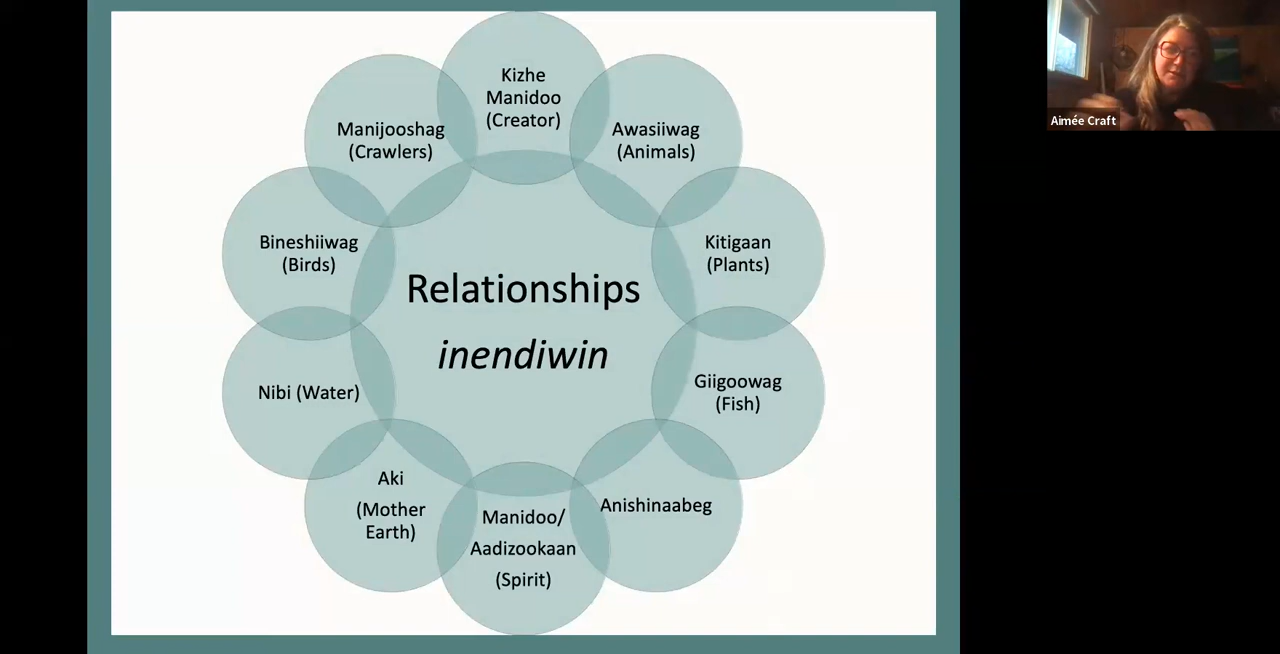 Kizhe
Manidoo
(Creator)
Awasiiwag
(Animals)
Kitigaan
(Plants)
Giigoowag
(Fish)
Anishinaabeg
Manidoo/
Aadizookaan
(Spirit)
Aki
(Mother
Earth)
Nibi (Water)
Bineshiiwag
(Birds)
Manijooshag
(Crawlers)
Relationships
inendiwin
Aimée Craft